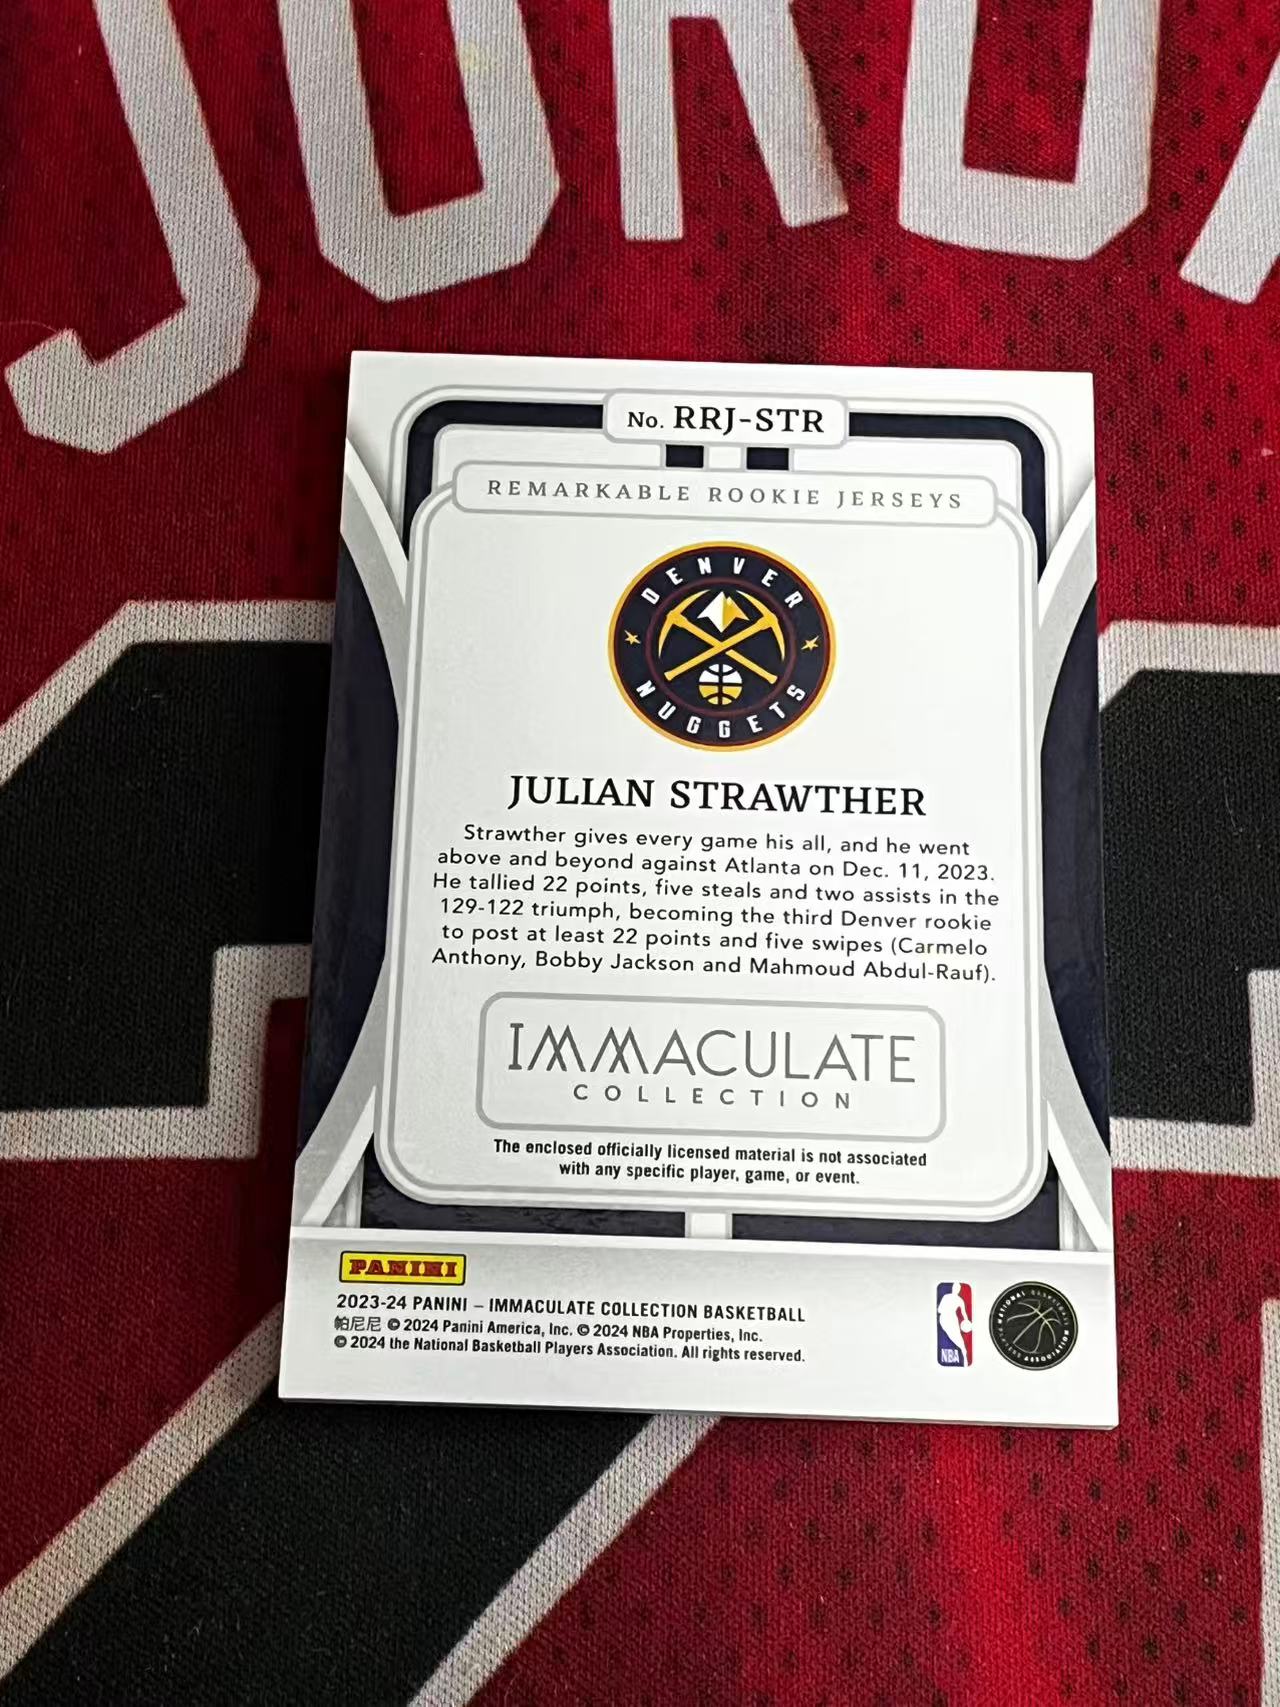 JORDA
No. RRJ-STR
REMARKABLE ROOKIE JERSEYS
DENVER
NUGGETS
JULIAN STRAWTHER
Strawther gives every game his all, and he went
above and beyond against Atlanta on Dec. 11, 2023.
He tallied 22 points, five steals and two assists in the
129-122 triumph, becoming the third Denver rookie
to post at least 22 points and five swipes (Carmelo
Anthony, Bobby Jackson and Mahmoud Abdul-Rauf).
IMMACULATE
COLLECTION
The enclosed officially licensed material is not associated
with any specific player, game, or event.
PANINI
2023-24 PANINI – IMMACULATE COLLECTION BASKETBALL
帕尼尼 © 2024 Panini America, Inc. © 2024 NBA Properties, Inc.
© 2024 the National Basketball Players Association. All rights reserved.
NBA
NATIONAL BASKETBALL PLAYERS ASSOCIATION